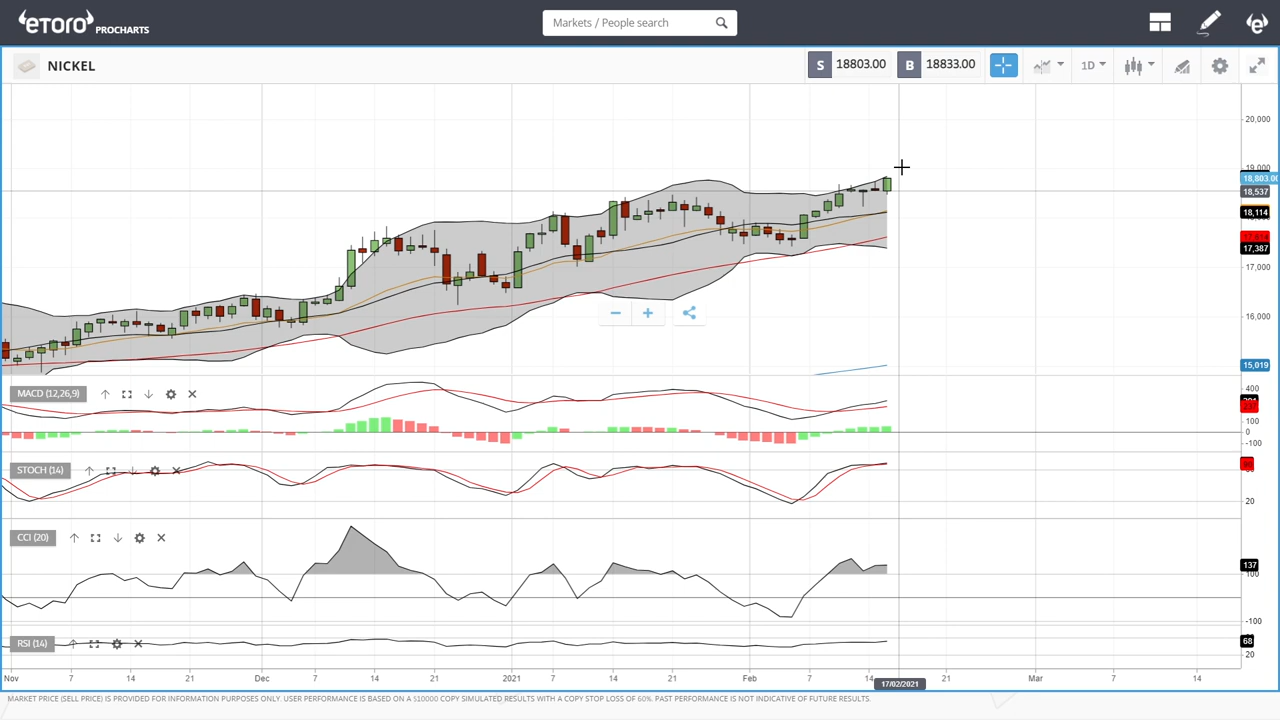 etoro PROCHARTS
Markets / People search
NICKEL
S 18803.00 B 18833.00
1D
20,000
19,000
18,803.00
18,537
18,114
17,387
17,000
16,000
15,019
MACD (12,26,9)
400
100
0
-100
STOCH (14)
20
CCI (20)
137
100
-100
RSI (14)
68
20
Nov 7 14 21 Dec 7 14 21 2021 7 14 21 Feb 7 14 21 Mar 7 14
17/02/2021
MARKET PRICE (SELL PRICE) IS PROVIDED FOR INFORMATION PURPOSES ONLY. USER PERFORMANCE IS BASED ON A $10000 COPY SIMULATED RESULTS WITH A COPY STOP LOSS OF 60%. PAST PERFORMANCE IS NOT INDICATIVE OF FUTURE RESULTS.